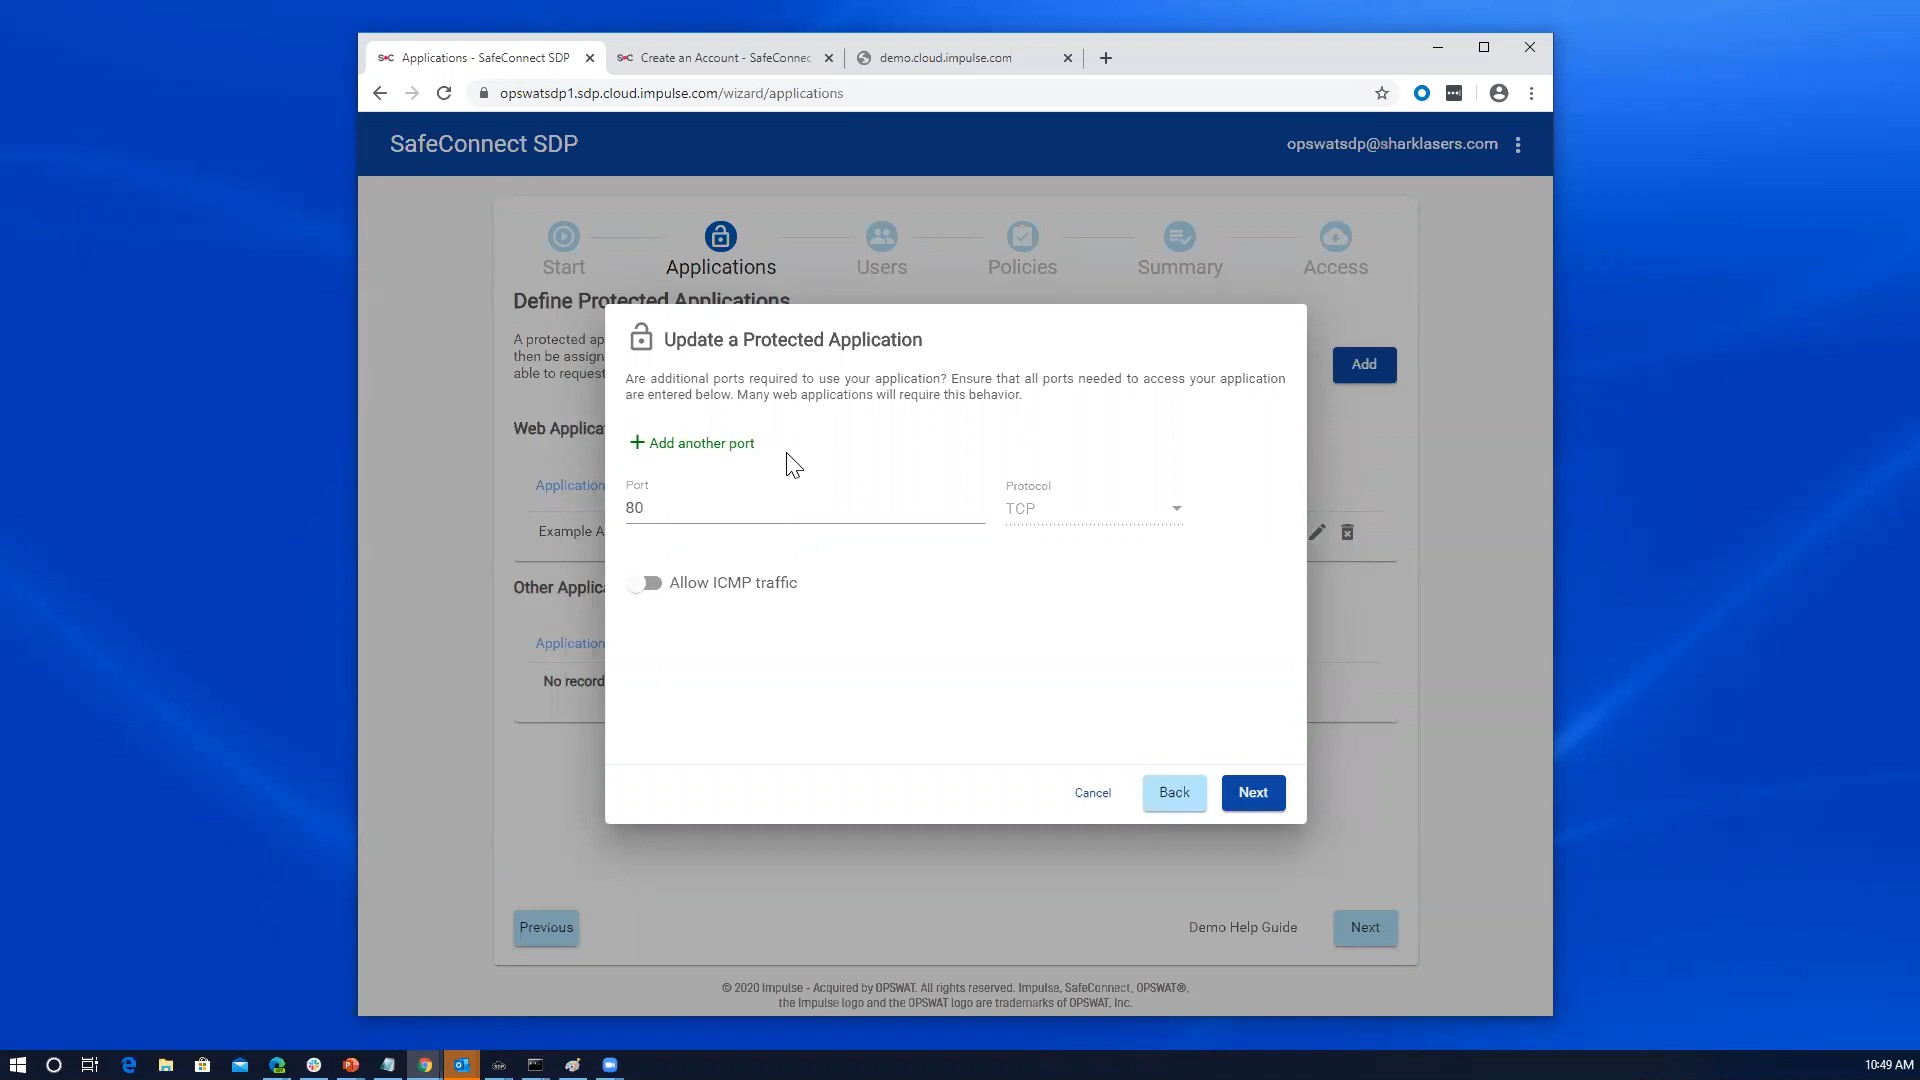 Applications - SafeConnect SDP
Create an Account - SafeConnec
demo.cloud.impulse.com
opswatsdp1.sdp.cloud.impulse.com/wizard/applications
SafeConnect SDP
opswatsdp@sharklasers.com
Start
Applications
Users
Policies
Summary
Access
Define Protected Applications
A protected ap
then be assign
able to request
Add
Update a Protected Application
Are additional ports required to use your application? Ensure that all ports needed to access your application
are entered below. Many web applications will require this behavior.
Web Applica
+ Add another port
Application
Port
80
Protocol
TCP
Example A
Allow ICMP traffic
Other Applic
Application
No record
Cancel
Back
Next
Previous
Demo Help Guide
Next
© 2020 Impulse - Acquired by OPSWAT. All rights reserved. Impulse, SafeConnect, OPSWAT®,
the Impulse logo and the OPSWAT logo are trademarks of OPSWAT, Inc.
10:49 AM